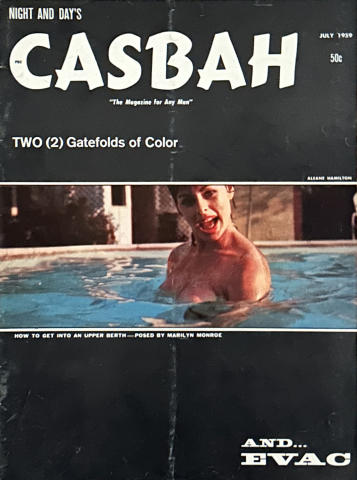 NIGHT AND DAY'S
CASBAH
JULY 1959
50c
"The Magazine for Any Man"
TWO (2) Gatefolds of Color
ALEANE HAMILTON
HOW TO GET INTO AN UPPER BERTH—POSED BY MARILYN MONROE
AND...
EVAC